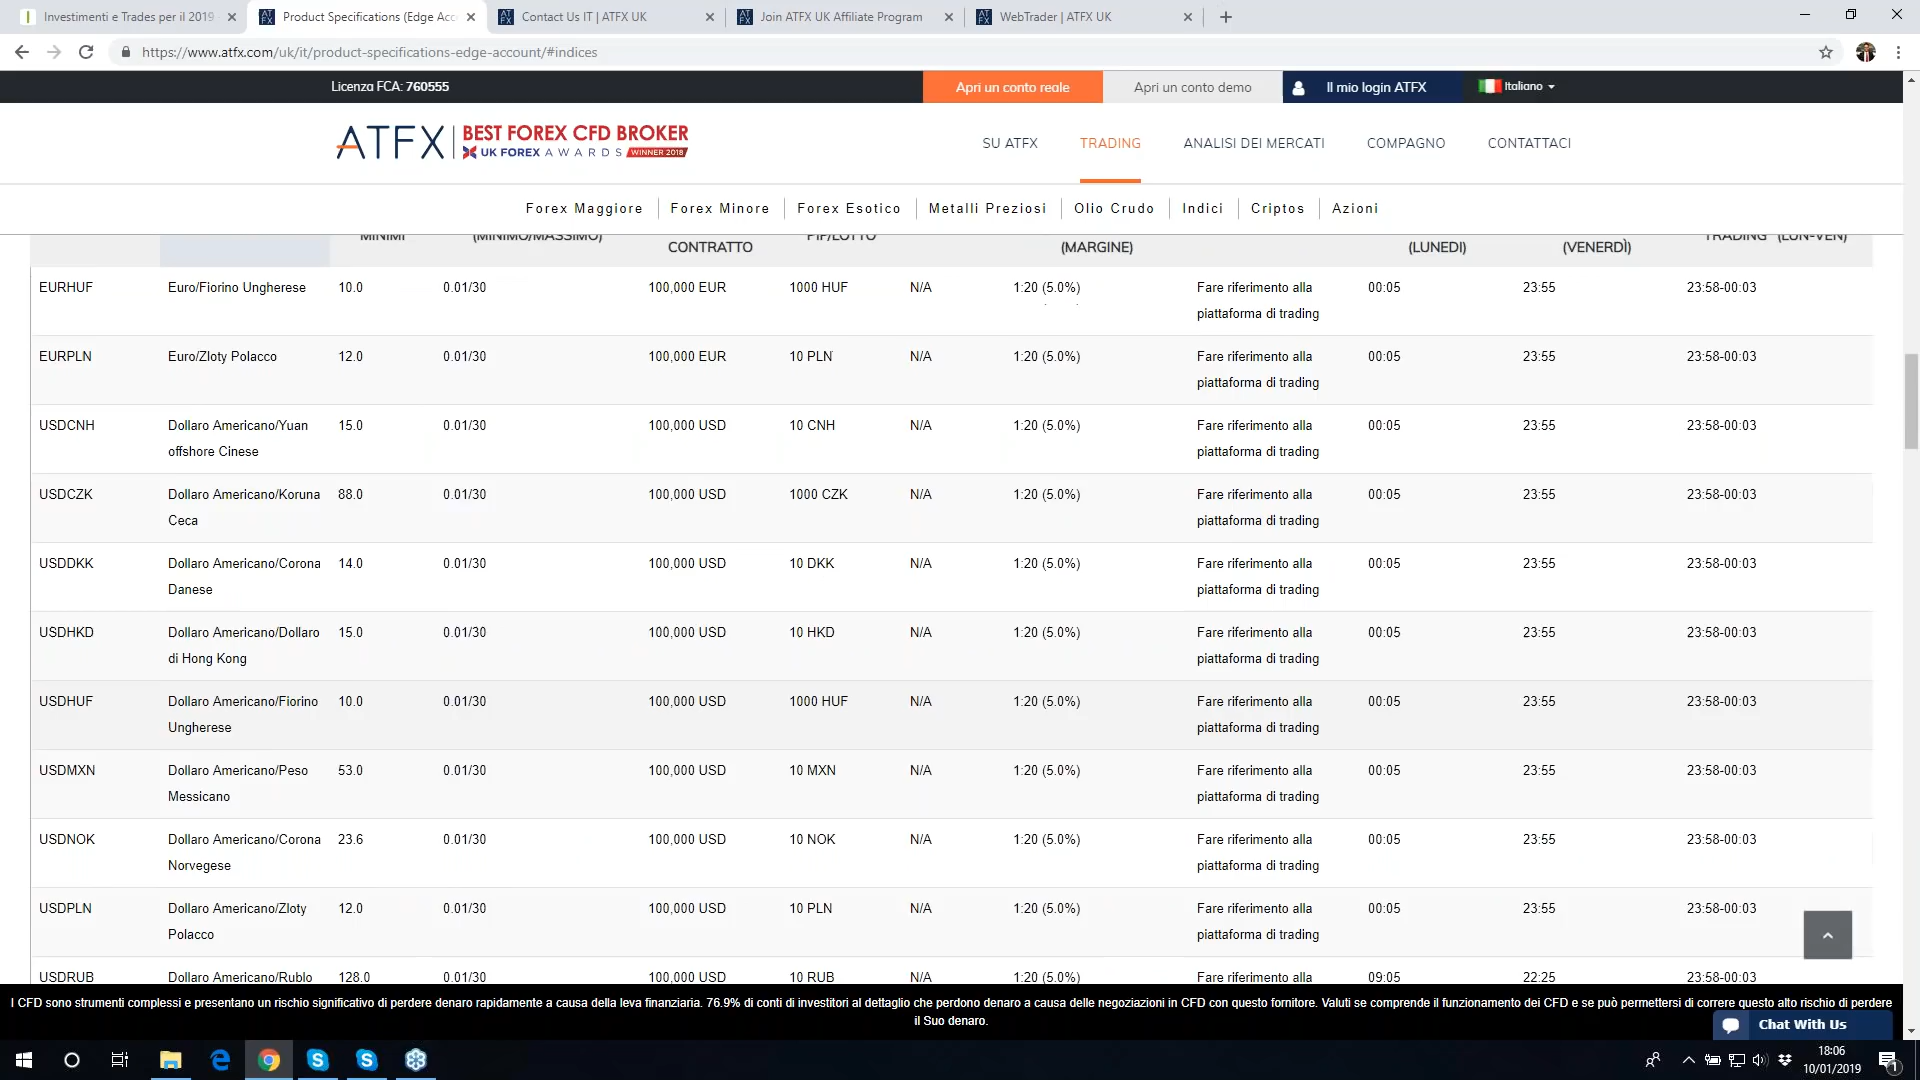 Investimenti e Trades per il 2019
Product Specifications (Edge Acc
Contact Us IT | ATFX UK
Join ATFX UK Affiliate Program
WebTrader | ATFX UK
https://www.atfx.com/uk/it/product-specifications-edge-account/#indices
Licenza FCA: 760555
Apri un conto reale
Apri un conto demo
Il mio login ATFX
Italiano
ATFX BEST FOREX CFD BROKER
UK FOREX AWARDS WINNER 2018
SU ATFX
TRADING
ANALISI DEI MERCATI
COMPAGNO
CONTATTACI
Forex Maggiore
Forex Minore
Forex Esotico
Metalli Preziosi
Olio Crudo
Indici
Criptos
Azioni
MINIMI (MINIMO/MASSIMO) PIP/LOTTO TRADING (LUN-VEN)
CONTRATTO (MARGINE) (LUNEDI) (VENERDÌ)
EURHUF Euro/Fiorino Ungherese 10.0 0.01/30 100,000 EUR 1000 HUF N/A 1:20 (5.0%) Fare riferimento alla 00:05 23:55 23:58-00:03
piattaforma di trading
EURPLN Euro/Zloty Polacco 12.0 0.01/30 100,000 EUR 10 PLN N/A 1:20 (5.0%) Fare riferimento alla 00:05 23:55 23:58-00:03
piattaforma di trading
USDCNH Dollaro Americano/Yuan 15.0 0.01/30 100,000 USD 10 CNH N/A 1:20 (5.0%) Fare riferimento alla 00:05 23:55 23:58-00:03
offshore Cinese piattaforma di trading
USDCZK Dollaro Americano/Koruna 88.0 0.01/30 100,000 USD 1000 CZK N/A 1:20 (5.0%) Fare riferimento alla 00:05 23:55 23:58-00:03
Ceca piattaforma di trading
USDDKK Dollaro Americano/Corona 14.0 0.01/30 100,000 USD 10 DKK N/A 1:20 (5.0%) Fare riferimento alla 00:05 23:55 23:58-00:03
Danese piattaforma di trading
USDHKD Dollaro Americano/Dollaro 15.0 0.01/30 100,000 USD 10 HKD N/A 1:20 (5.0%) Fare riferimento alla 00:05 23:55 23:58-00:03
di Hong Kong piattaforma di trading
USDHUF Dollaro Americano/Fiorino 10.0 0.01/30 100,000 USD 1000 HUF N/A 1:20 (5.0%) Fare riferimento alla 00:05 23:55 23:58-00:03
Ungherese piattaforma di trading
USDMXN Dollaro Americano/Peso 53.0 0.01/30 100,000 USD 10 MXN N/A 1:20 (5.0%) Fare riferimento alla 00:05 23:55 23:58-00:03
Messicano piattaforma di trading
USDNOK Dollaro Americano/Corona 23.6 0.01/30 100,000 USD 10 NOK N/A 1:20 (5.0%) Fare riferimento alla 00:05 23:55 23:58-00:03
Norvegese piattaforma di trading
USDPLN Dollaro Americano/Zloty 12.0 0.01/30 100,000 USD 10 PLN N/A 1:20 (5.0%) Fare riferimento alla 00:05 23:55 23:58-00:03
Polacco piattaforma di trading
USDRUB Dollaro Americano/Rublo 128.0 0.01/30 100,000 USD 10 RUB N/A 1:20 (5.0%) Fare riferimento alla 09:05 22:25 23:58-00:03
I CFD sono strumenti complessi e presentano un rischio significativo di perdere denaro rapidamente a causa della leva finanziaria. 76.9% di conti di investitori al dettaglio che perdono denaro a causa delle negoziazioni in CFD con questo fornitore. Valuti se comprende il funzionamento dei CFD e se può permettersi di correre questo alto rischio di perdere
il Suo denaro.
Chat With Us
18:06
10/01/2019
1